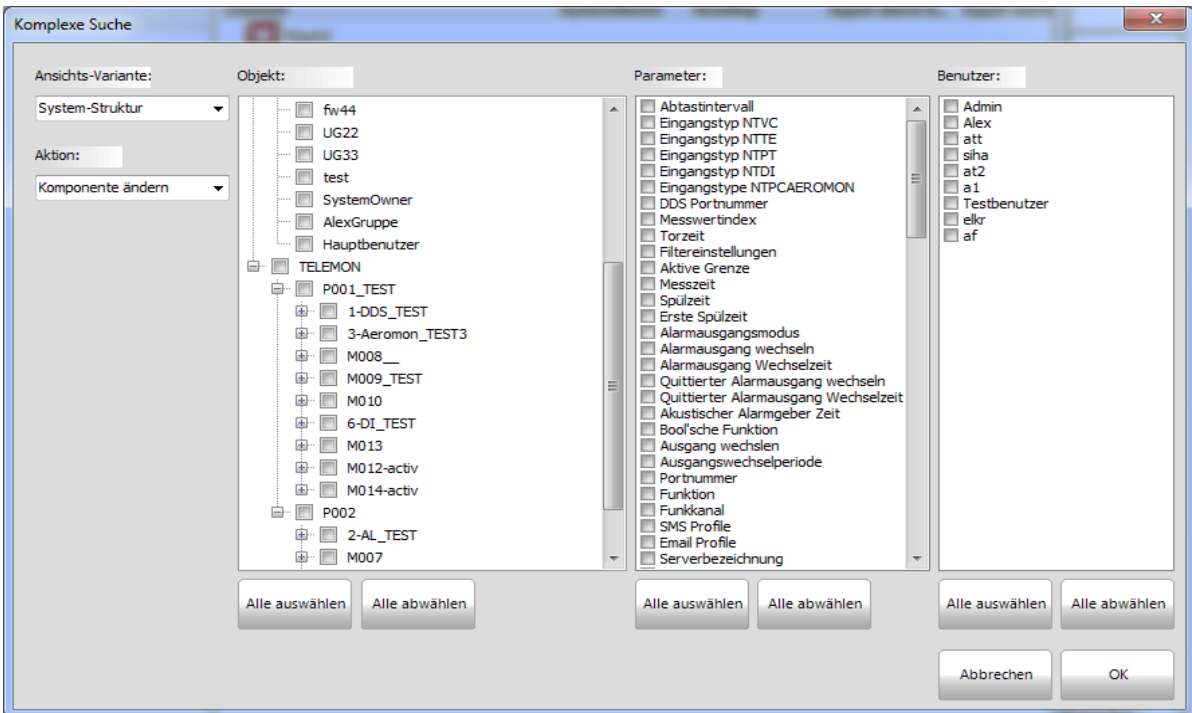 Komplexe Suche
Ansichts-Variante:
System-Struktur
Aktion:
Komponente ändern
Objekt:
fw44
UG22
UG33
test
SystemOwner
AlexGruppe
Hauptbenutzer
TELEMON
P001_TEST
1-DDS_TEST
3-Aeromon_TEST3
M008__
M009_TEST
M010
6-DI_TEST
M013
M012-activ
M014-activ
P002
2-AL_TEST
M007
Alle auswählen
Alle abwählen
Parameter:
Abtastintervall
Eingangstyp NTVC
Eingangstyp NTTE
Eingangstyp NTPT
Eingangstyp NTDI
Eingangstype NTPCAEROMON
DDS Portnummer
Messwertindex
Torzeit
Filtereinstellungen
Aktive Grenze
Messzeit
Spülzeit
Erste Spülzeit
Alarmausgangsmodus
Alarmausgang wechseln
Alarmausgang Wechselzeit
Quittierter Alarmausgang wechseln
Quittierter Alarmausgang Wechselzeit
Akustischer Alarmgeber Zeit
Bool'sche Funktion
Ausgang wechslen
Ausgangswechselperiode
Portnummer
Funktion
Funkkanal
SMS Profile
Email Profile
Serverbezeichnung
Alle auswählen
Alle abwählen
Benutzer:
Admin
Alex
att
siha
at2
a1
Testbenutzer
elkr
af
Alle auswählen
Alle abwählen
Abbrechen
OK